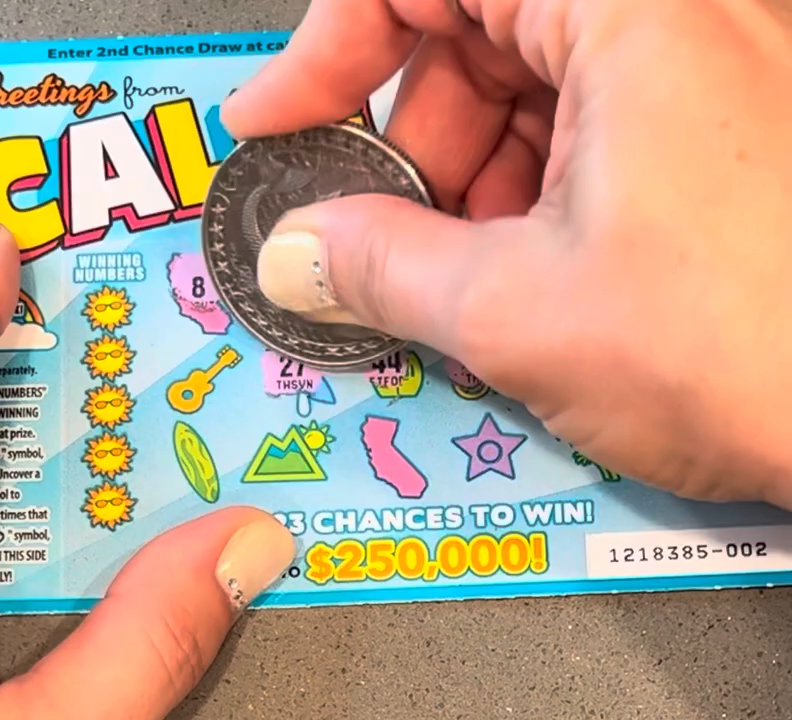 Enter 2nd Chance Draw at
reetings from
CAL
WINNING
NUMBERS
8
27
THSVN
44
parately.
NUMBERS"
WINNING
at prize.
" symbol,
Uncover a
ol to
times that
" symbol,
THIS SIDE
LY!
23 CHANCES TO WIN!
TO $250,000!
1218385-002